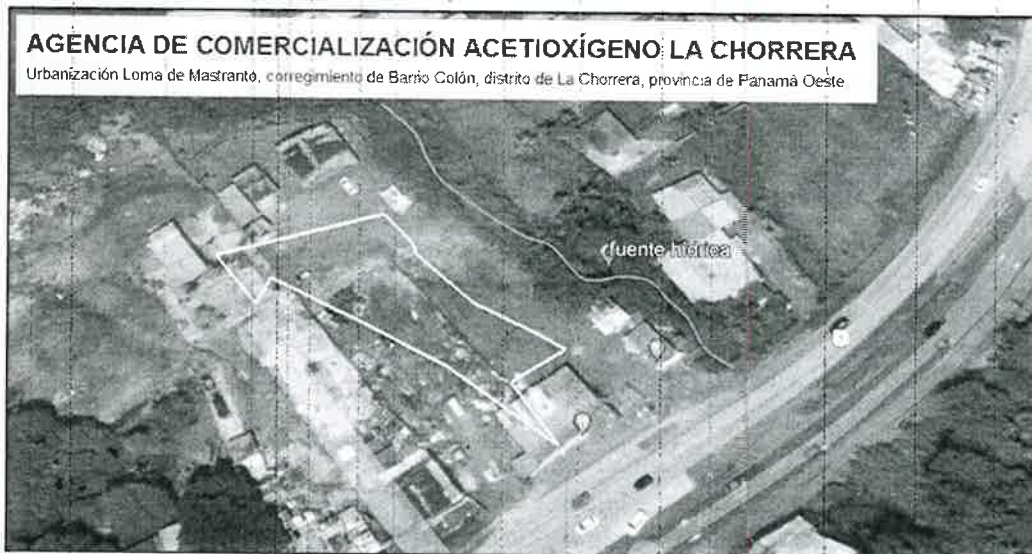 AGENCIA DE COMERCIALIZACIÓN ACETIOXÍGENO LA CHORRERA
Urbanización Loma de Mastranto, corregimiento de Barrio Colón, distrito de La Chorrera, provincia de Panamá Oeste
fuente hídrica